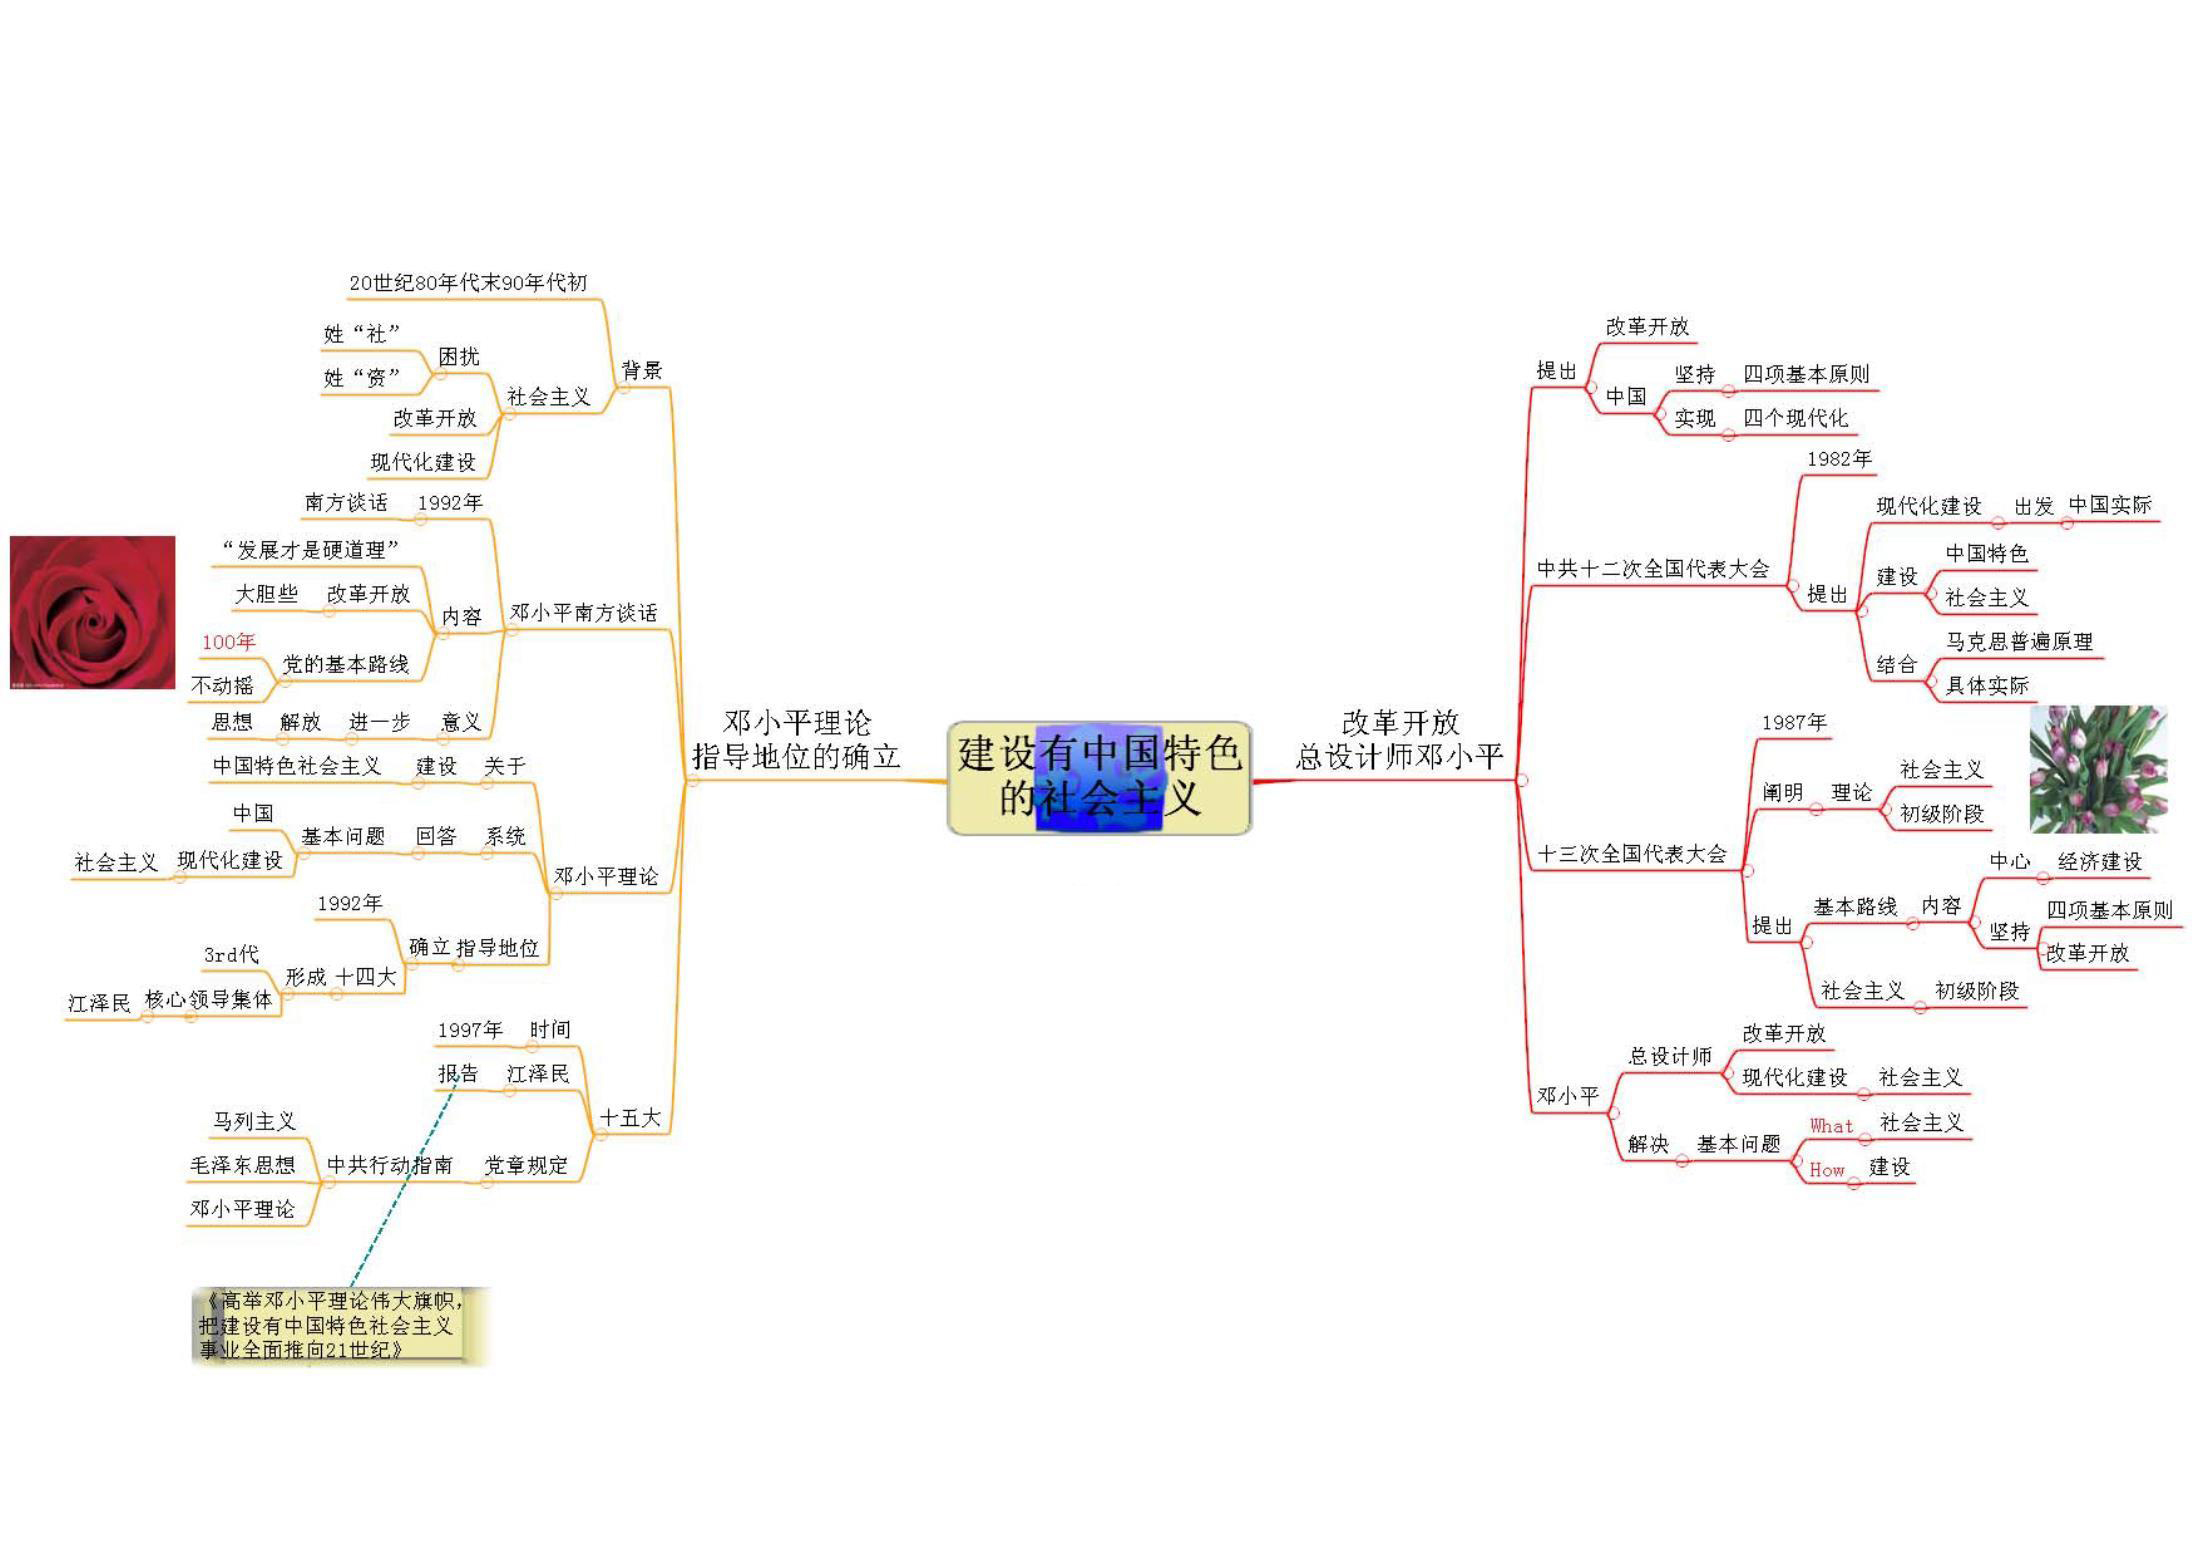 建设有中国特色
的社会主义
改革开放
总设计师邓小平
提出
改革开放
中国
坚持 四项基本原则
实现 四个现代化
中共十二次全国代表大会
1982年
提出
现代化建设 出发 中国实际
建设
中国特色
社会主义
结合
马克思普遍原理
具体实际
十三次全国代表大会
1987年
阐明 理论
社会主义
初级阶段
提出
基本路线 内容
中心 经济建设
坚持
四项基本原则
改革开放
社会主义 初级阶段
邓小平
总设计师
改革开放
现代化建设 社会主义
解决 基本问题
What 社会主义
How 建设
邓小平理论
指导地位的确立
背景
20世纪80年代末90年代初
社会主义
困扰
姓“社”
姓“资”
改革开放
现代化建设
邓小平南方谈话
南方谈话 1992年
内容
“发展才是硬道理”
大胆些 改革开放
党的基本路线
100年
不动摇
思想 解放 进一步 意义
邓小平理论
中国特色社会主义 建设 关于
基本问题 回答 系统
中国
社会主义 现代化建设
确立 指导地位
1992年
形成 十四大
3rd代
江泽民 核心 领导集体
十五大
1997年 时间
报告 江泽民
中共行动指南 党章规定
马列主义
毛泽东思想
邓小平理论
《高举邓小平理论伟大旗帜，
把建设有中国特色社会主义
事业全面推向21世纪》